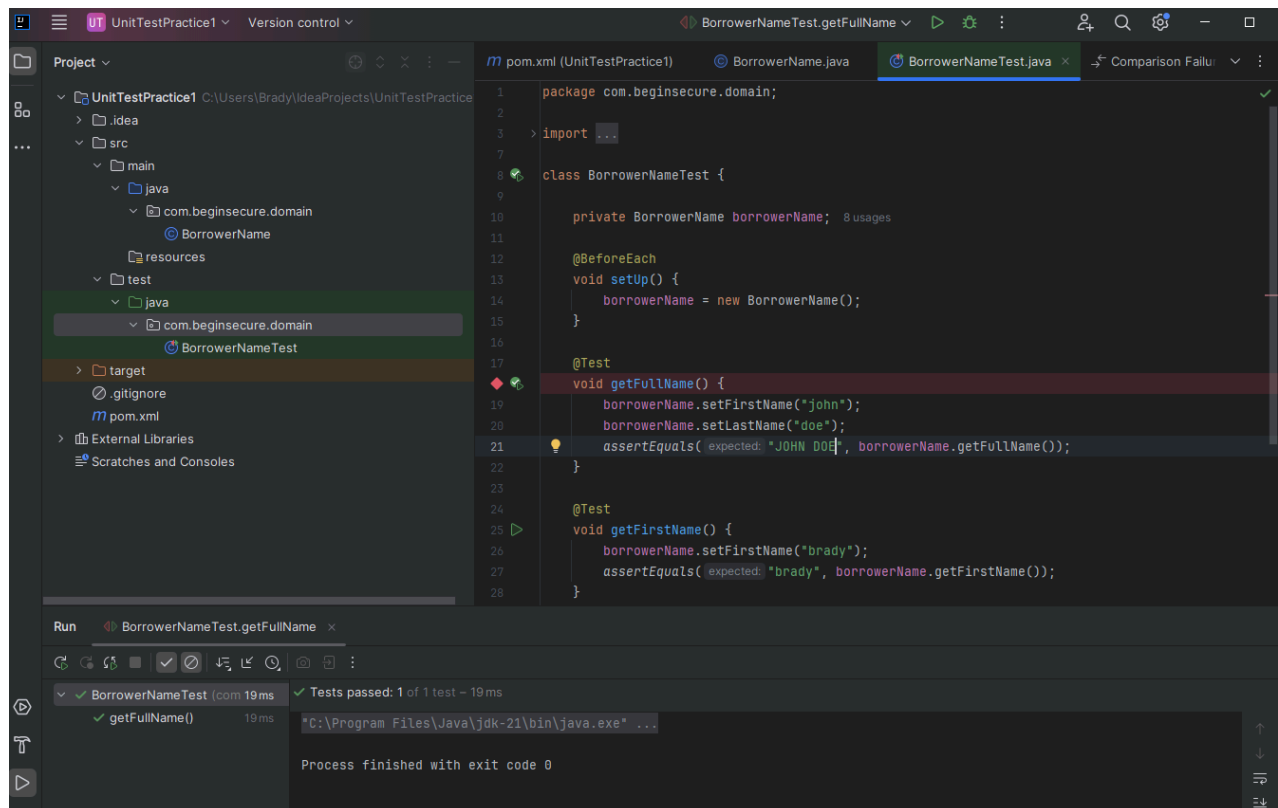 UT UnitTestPractice1 Version control BorrowerNameTest.getFullName
Project
UnitTestPractice1 C:\Users\Brady\IdeaProjects\UnitTestPractice
.idea
src
main
java
com.beginsecure.domain
BorrowerName
resources
test
java
com.beginsecure.domain
BorrowerNameTest
target
.gitignore
m pom.xml
External Libraries
Scratches and Consoles
m pom.xml (UnitTestPractice1) BorrowerName.java BorrowerNameTest.java Comparison Failu
1 package com.beginsecure.domain;
2
3 import ...
7
8 class BorrowerNameTest {
9
10 private BorrowerName borrowerName; 8 usages
11
12 @BeforeEach
13 void setUp() {
14 borrowerName = new BorrowerName();
15 }
16
17 @Test
void getFullName() {
19 borrowerName.setFirstName("john");
20 borrowerName.setLastName("doe");
21 assertEquals( expected: "JOHN DOE", borrowerName.getFullName());
22 }
23
24 @Test
25 void getFirstName() {
26 borrowerName.setFirstName("brady");
27 assertEquals( expected: "brady", borrowerName.getFirstName());
28 }
Run BorrowerNameTest.getFullName
BorrowerNameTest (com 19 ms
getFullName() 19 ms
Tests passed: 1 of 1 test – 19 ms
"C:\Program Files\Java\jdk-21\bin\java.exe" ...
Process finished with exit code 0